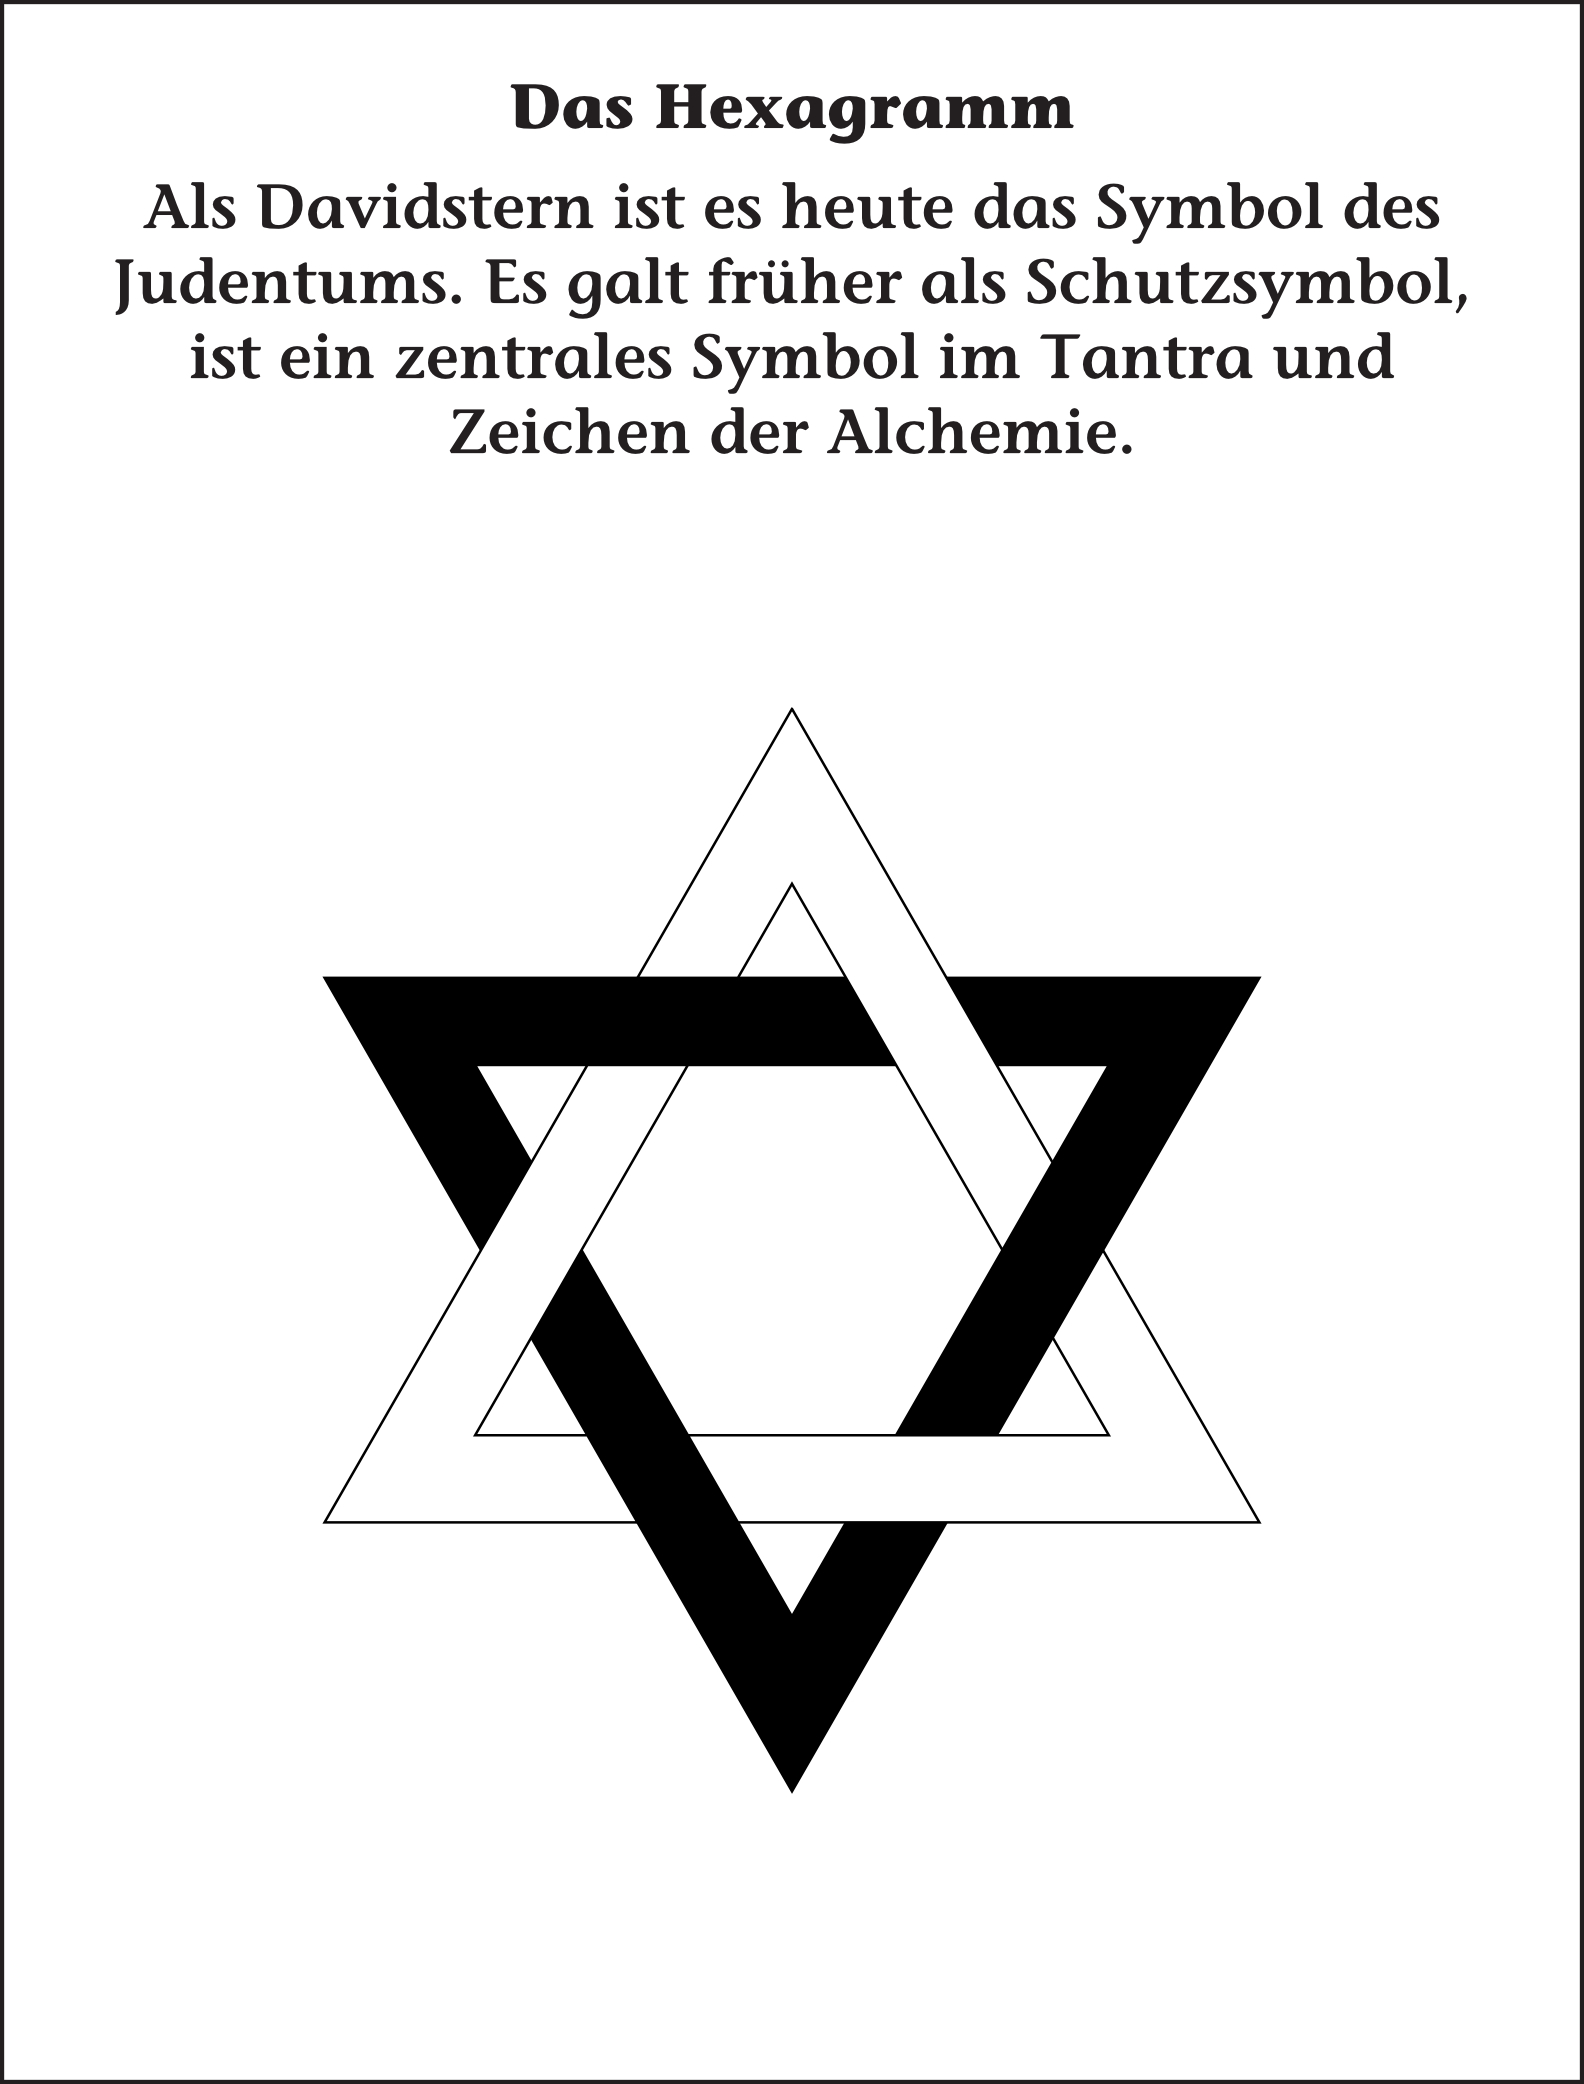 Das Hexagramm
Als Davidstern ist es heute das Symbol des
Judentums. Es galt früher als Schutzsymbol,
ist ein zentrales Symbol im Tantra und
Zeichen der Alchemie.